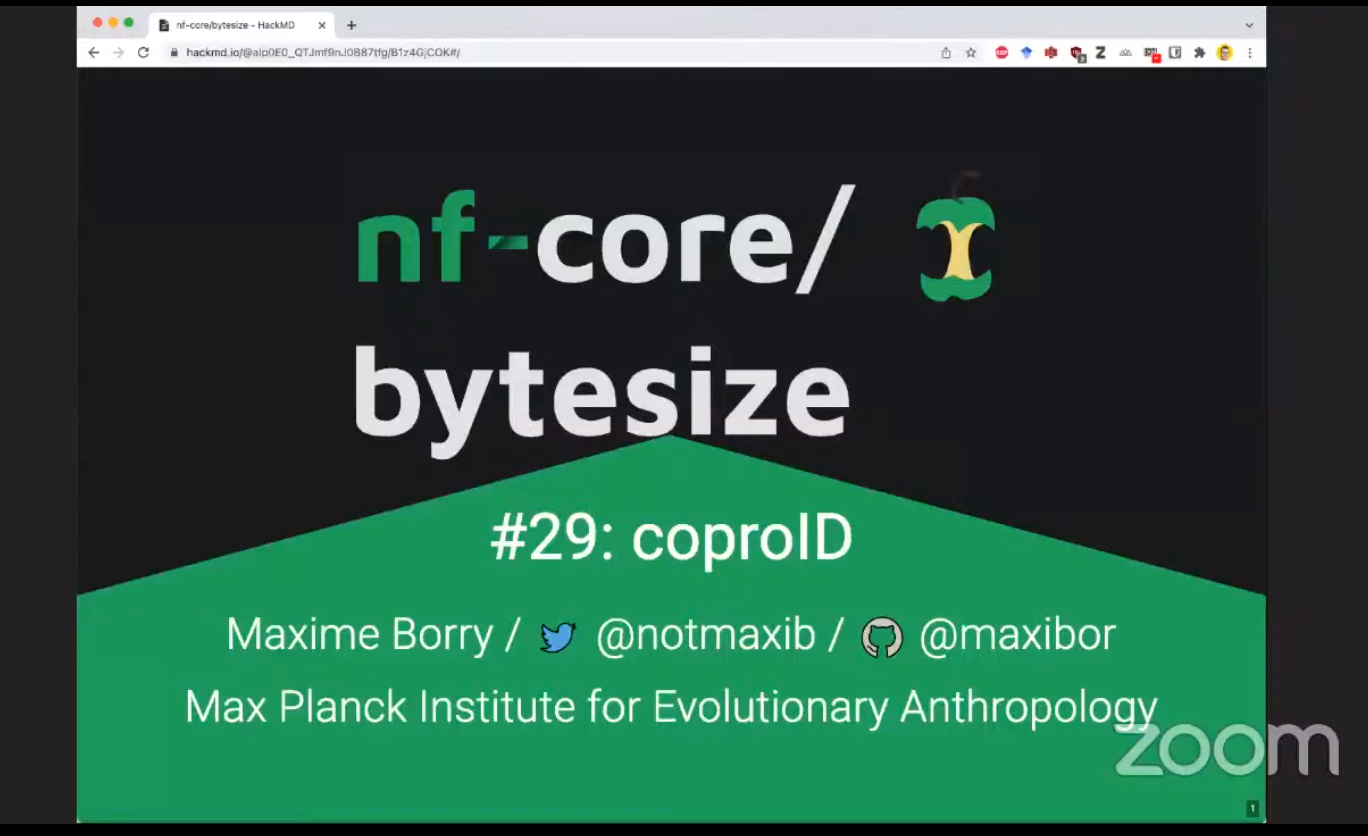 nf-core/bytesize - HackMD
hackmd.io/@alp0E0_QTJmf9nJ0B87tfg/B1z4GjCOK#/
nf-core/
bytesize
#29: coproID
Maxime Borry / @notmaxib / @maxibor
Max Planck Institute for Evolutionary Anthropology
zoom
1